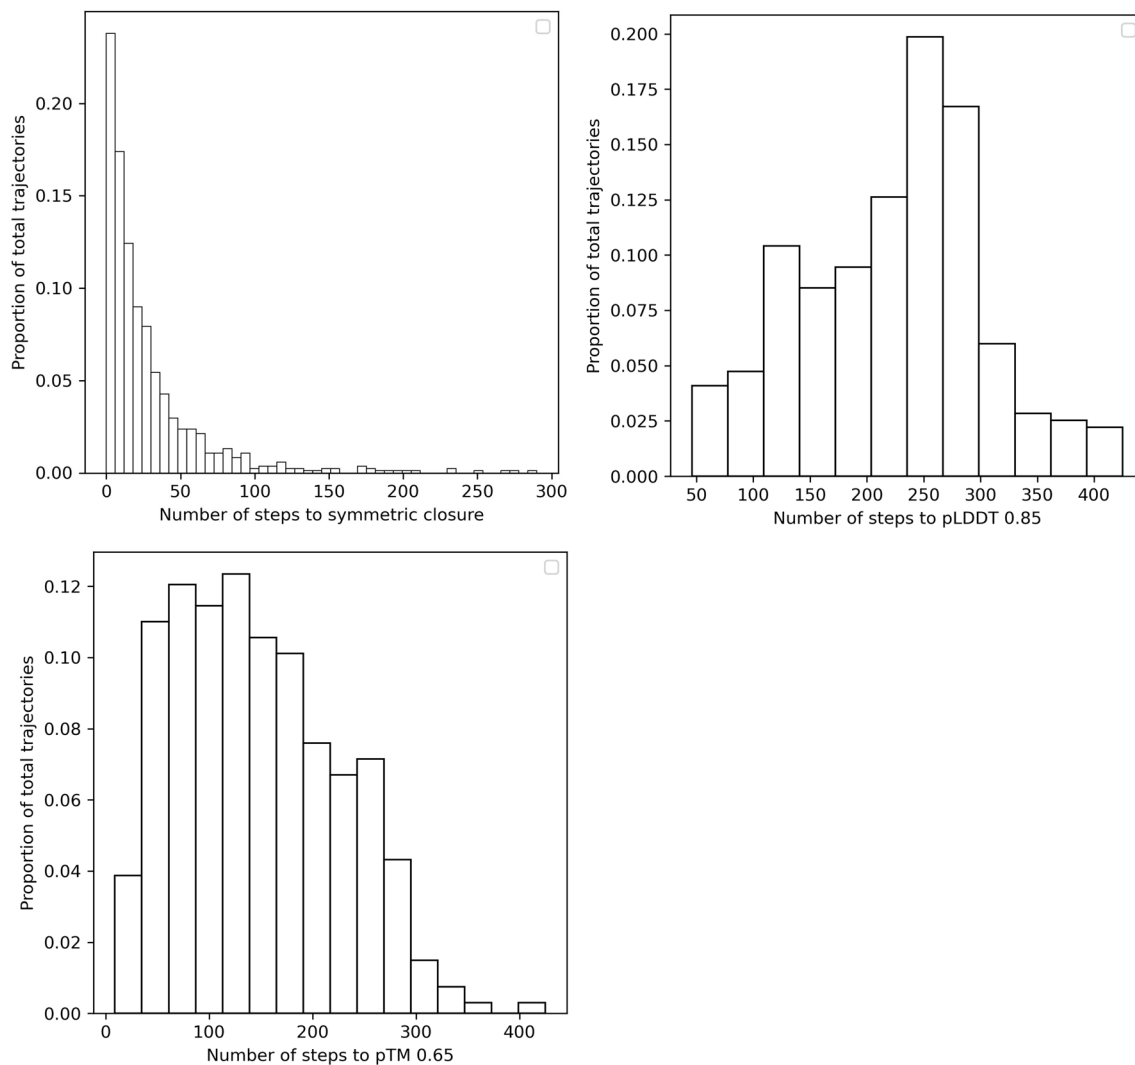 Proportion of total trajectories
0.20
0.15
0.10
0.05
0.00
0 50 100 150 200 250 300
Number of steps to symmetric closure
Proportion of total trajectories
0.200
0.175
0.150
0.125
0.100
0.075
0.050
0.025
0.000
50 100 150 200 250 300 350 400
Number of steps to pLDDT 0.85
Proportion of total trajectories
0.12
0.10
0.08
0.06
0.04
0.02
0.00
0 100 200 300 400
Number of steps to pTM 0.65